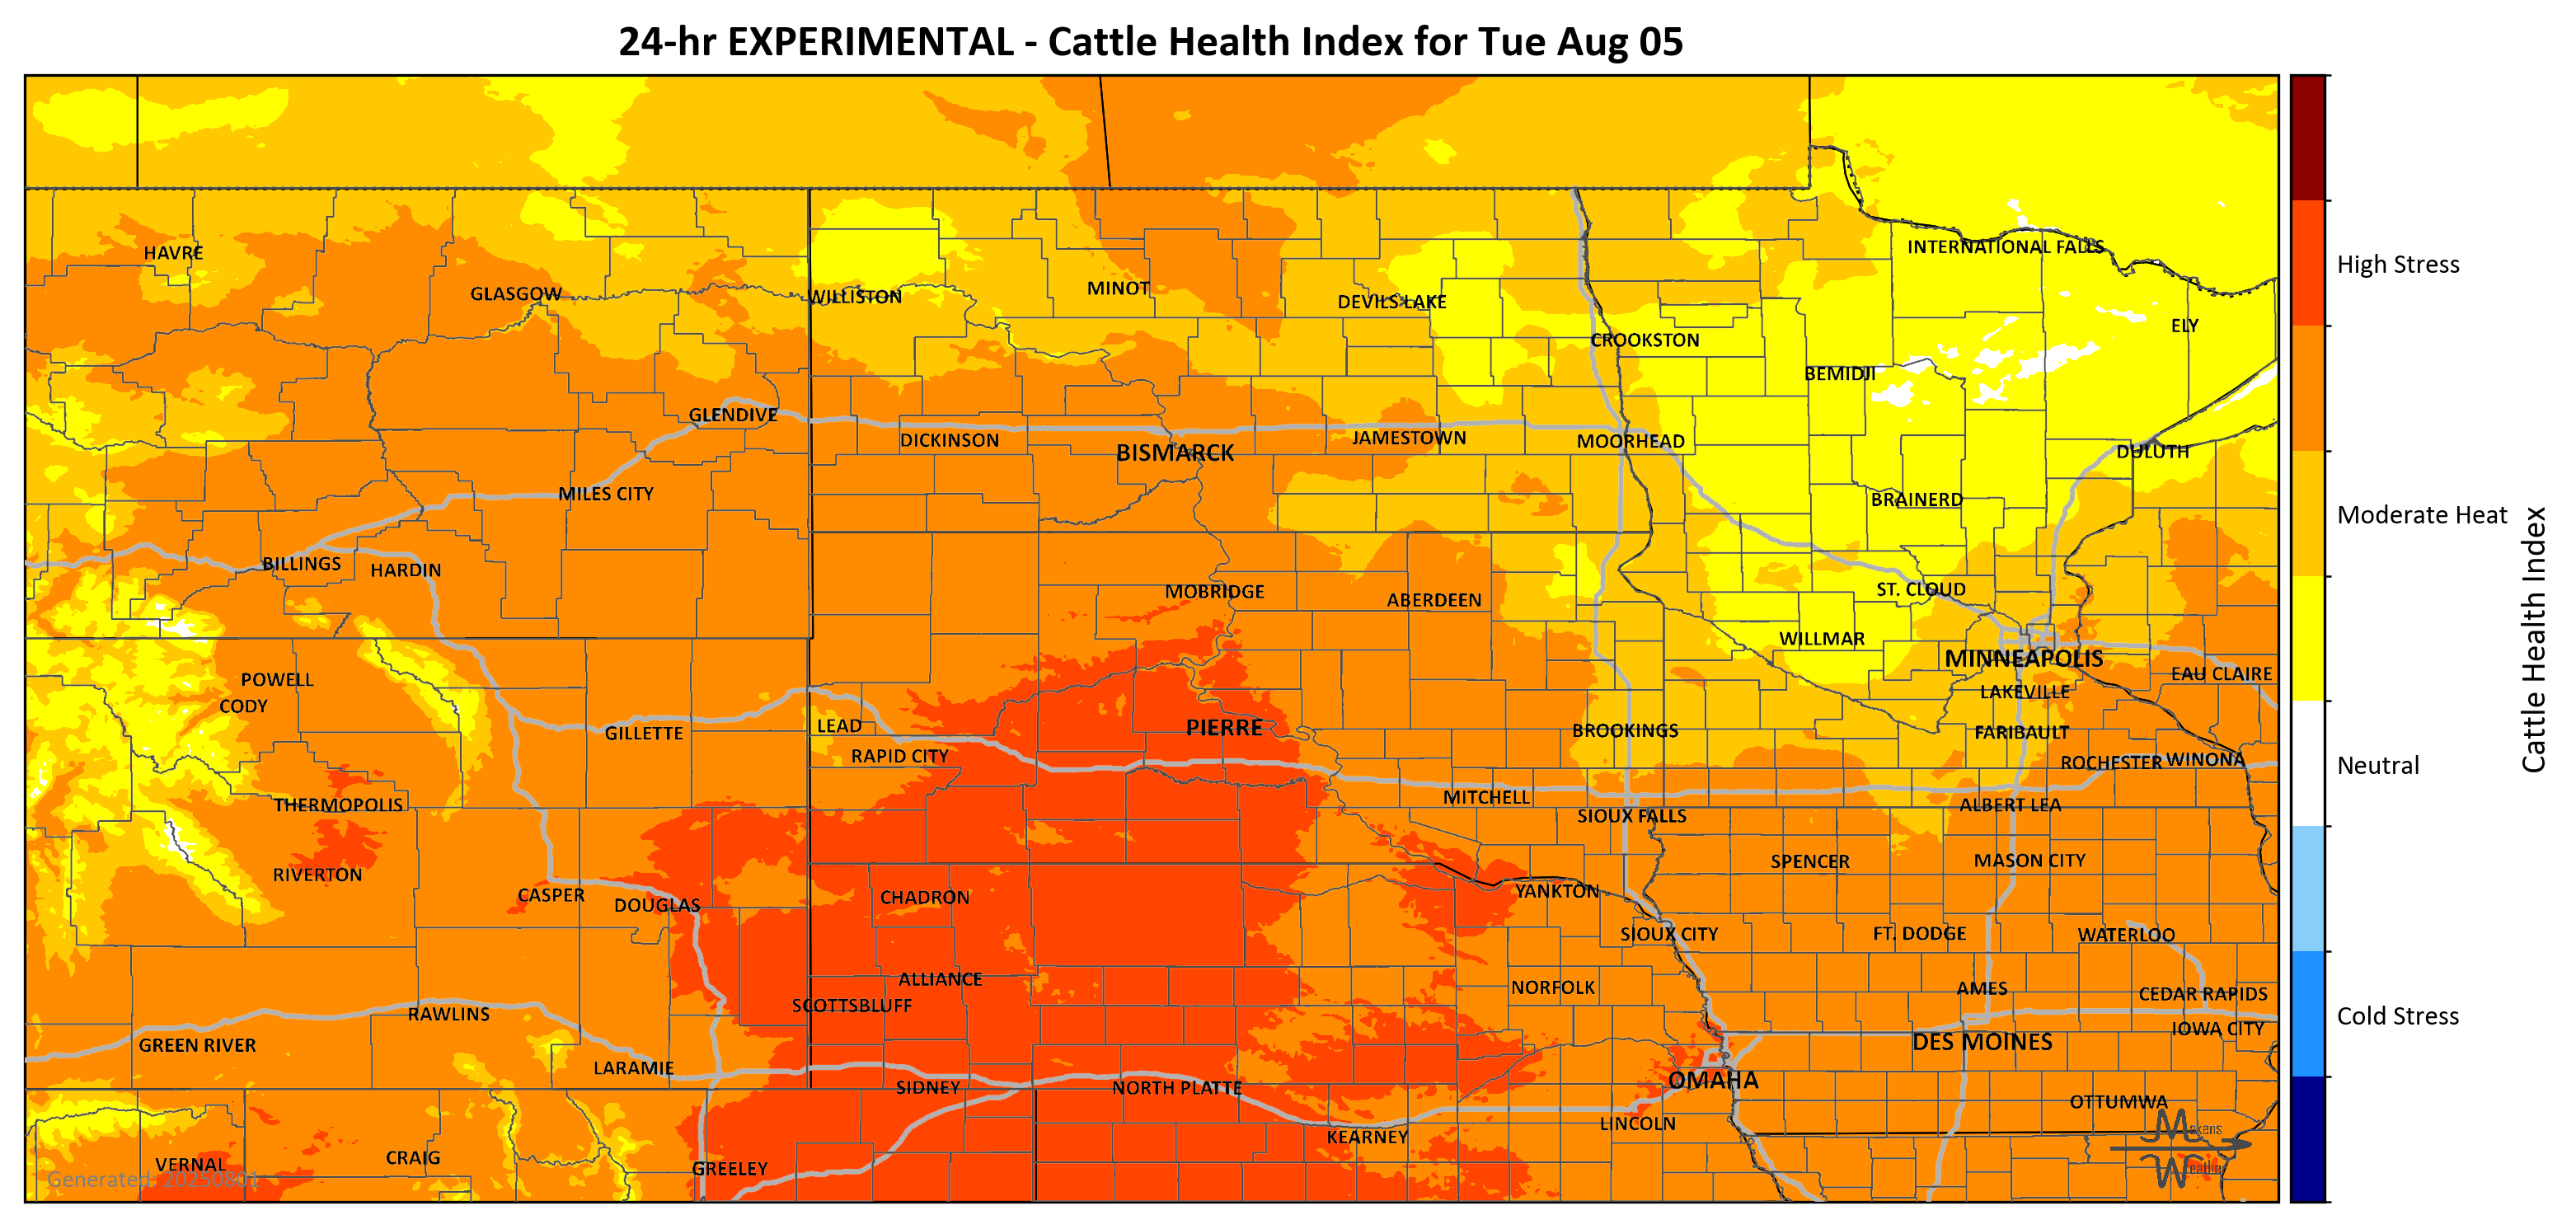 24-hr EXPERIMENTAL - Cattle Health Index for Tue Aug 05
INTERNATIONAL FALLS
HAVRE
GLASGOW
WILLISTON
MINOT
DEVILS LAKE
ELY
CROOKSTON
BEMIDJI
GLENDIVE
DICKINSON
BISMARCK
JAMESTOWN
MOORHEAD
DULUTH
MILES CITY
BRAINERD
BILLINGS
HARDIN
MOBRIDGE
ABERDEEN
ST. CLOUD
WILLMAR
MINNEAPOLIS
POWELL
EAU CLAIRE
CODY
LAKEVILLE
GILLETTE
LEAD
PIERRE
BROOKINGS
FARIBAULT
RAPID CITY
ROCHESTER
WINONA
THERMOPOLIS
MITCHELL
SIOUX FALLS
ALBERT LEA
RIVERTON
SPENCER
MASON CITY
CASPER
DOUGLAS
CHADRON
YANKTON
SIOUX CITY
FT. DODGE
WATERLOO
ALLIANCE
NORFOLK
AMES
CEDAR RAPIDS
SCOTTSBLUFF
RAWLINS
IOWA CITY
GREEN RIVER
DES MOINES
LARAMIE
SIDNEY
NORTH PLATTE
OMAHA
OTTUMWA
LINCOLN
KEARNEY
VERNAL
CRAIG
GREELEY
Generated: 20250801
Makens
Weather
High Stress
Moderate Heat
Neutral
Cold Stress
Cattle Health Index